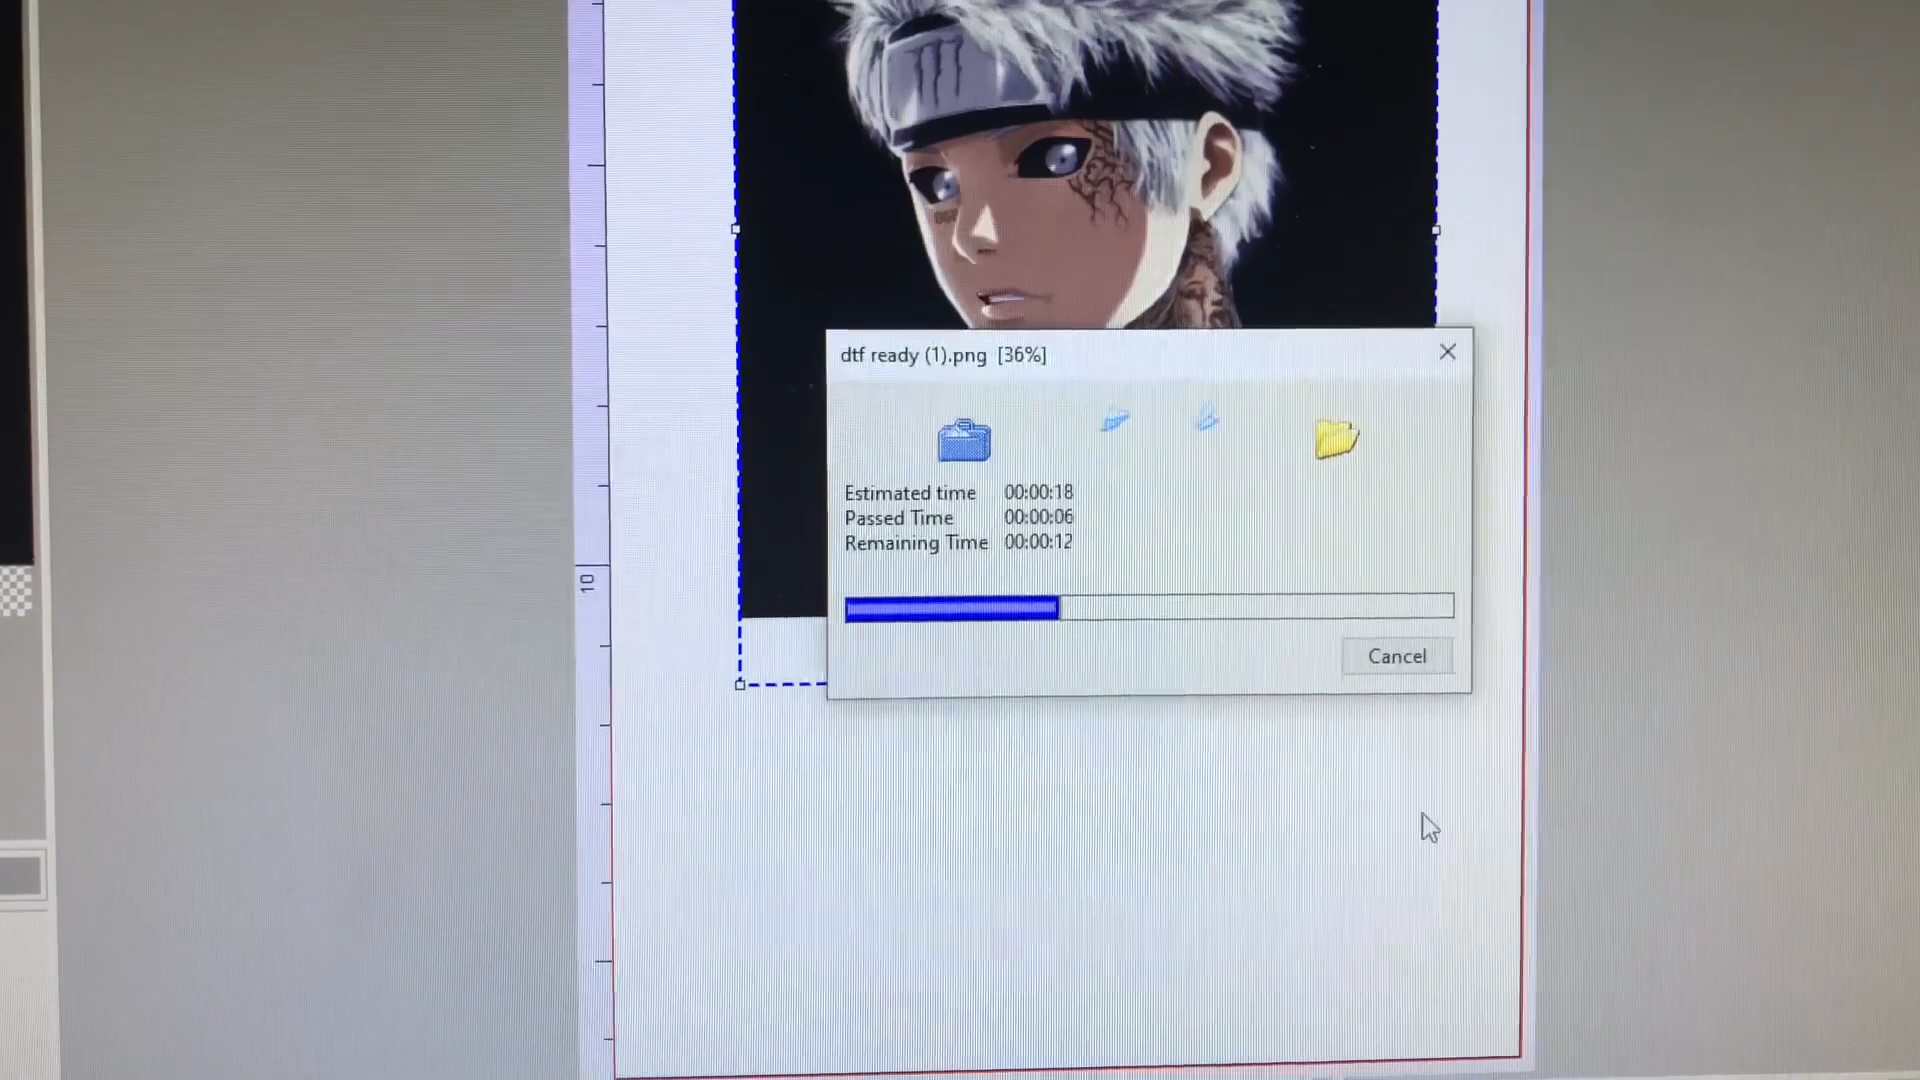 dtf ready (1).png [36%]
Estimated time 00:00:18
Passed Time 00:00:06
Remaining Time 00:00:12
10
Cancel